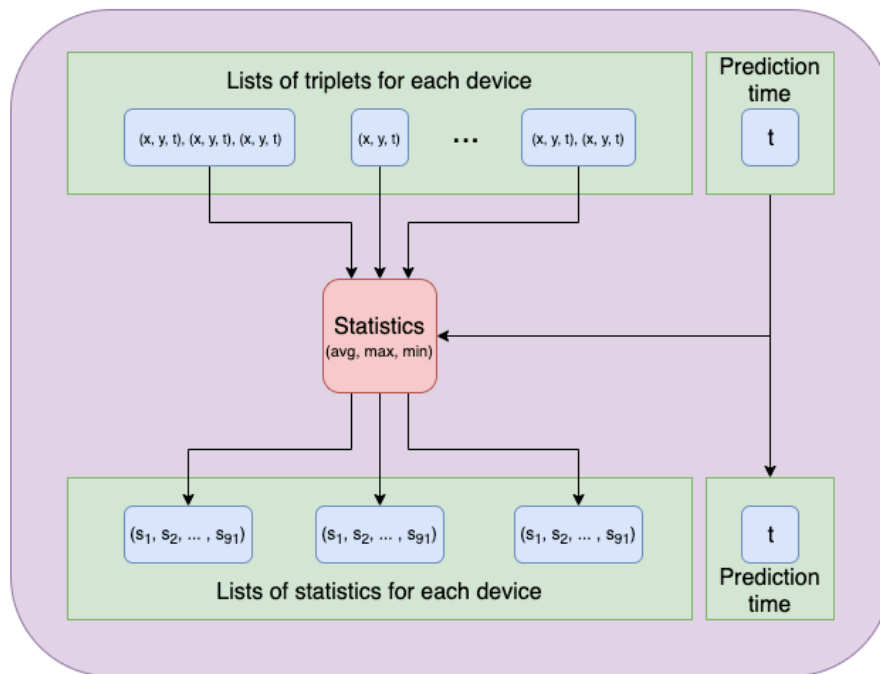 Lists of triplets for each device
Prediction
time
(x, y, t), (x, y, t), (x, y, t)
(x, y, t)
...
(x, y, t), (x, y, t)
t
Statistics
(avg, max, min)
(s₁, s₂, ... , s₉₁)
(s₁, s₂, ... , s₉₁)
(s₁, s₂, ... , s₉₁)
t
Lists of statistics for each device
Prediction
time